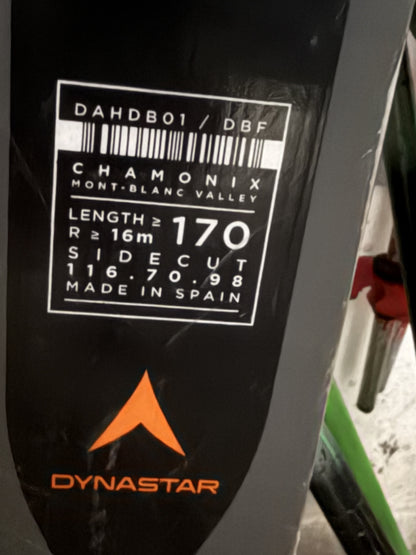 DAHDB01 / DBF
CHAMONIX
MONT-BLANC VALLEY
LENGTH ≥ 170
R ≥ 16m
SIDECUT
116.70.98
MADE IN SPAIN
DYNASTAR